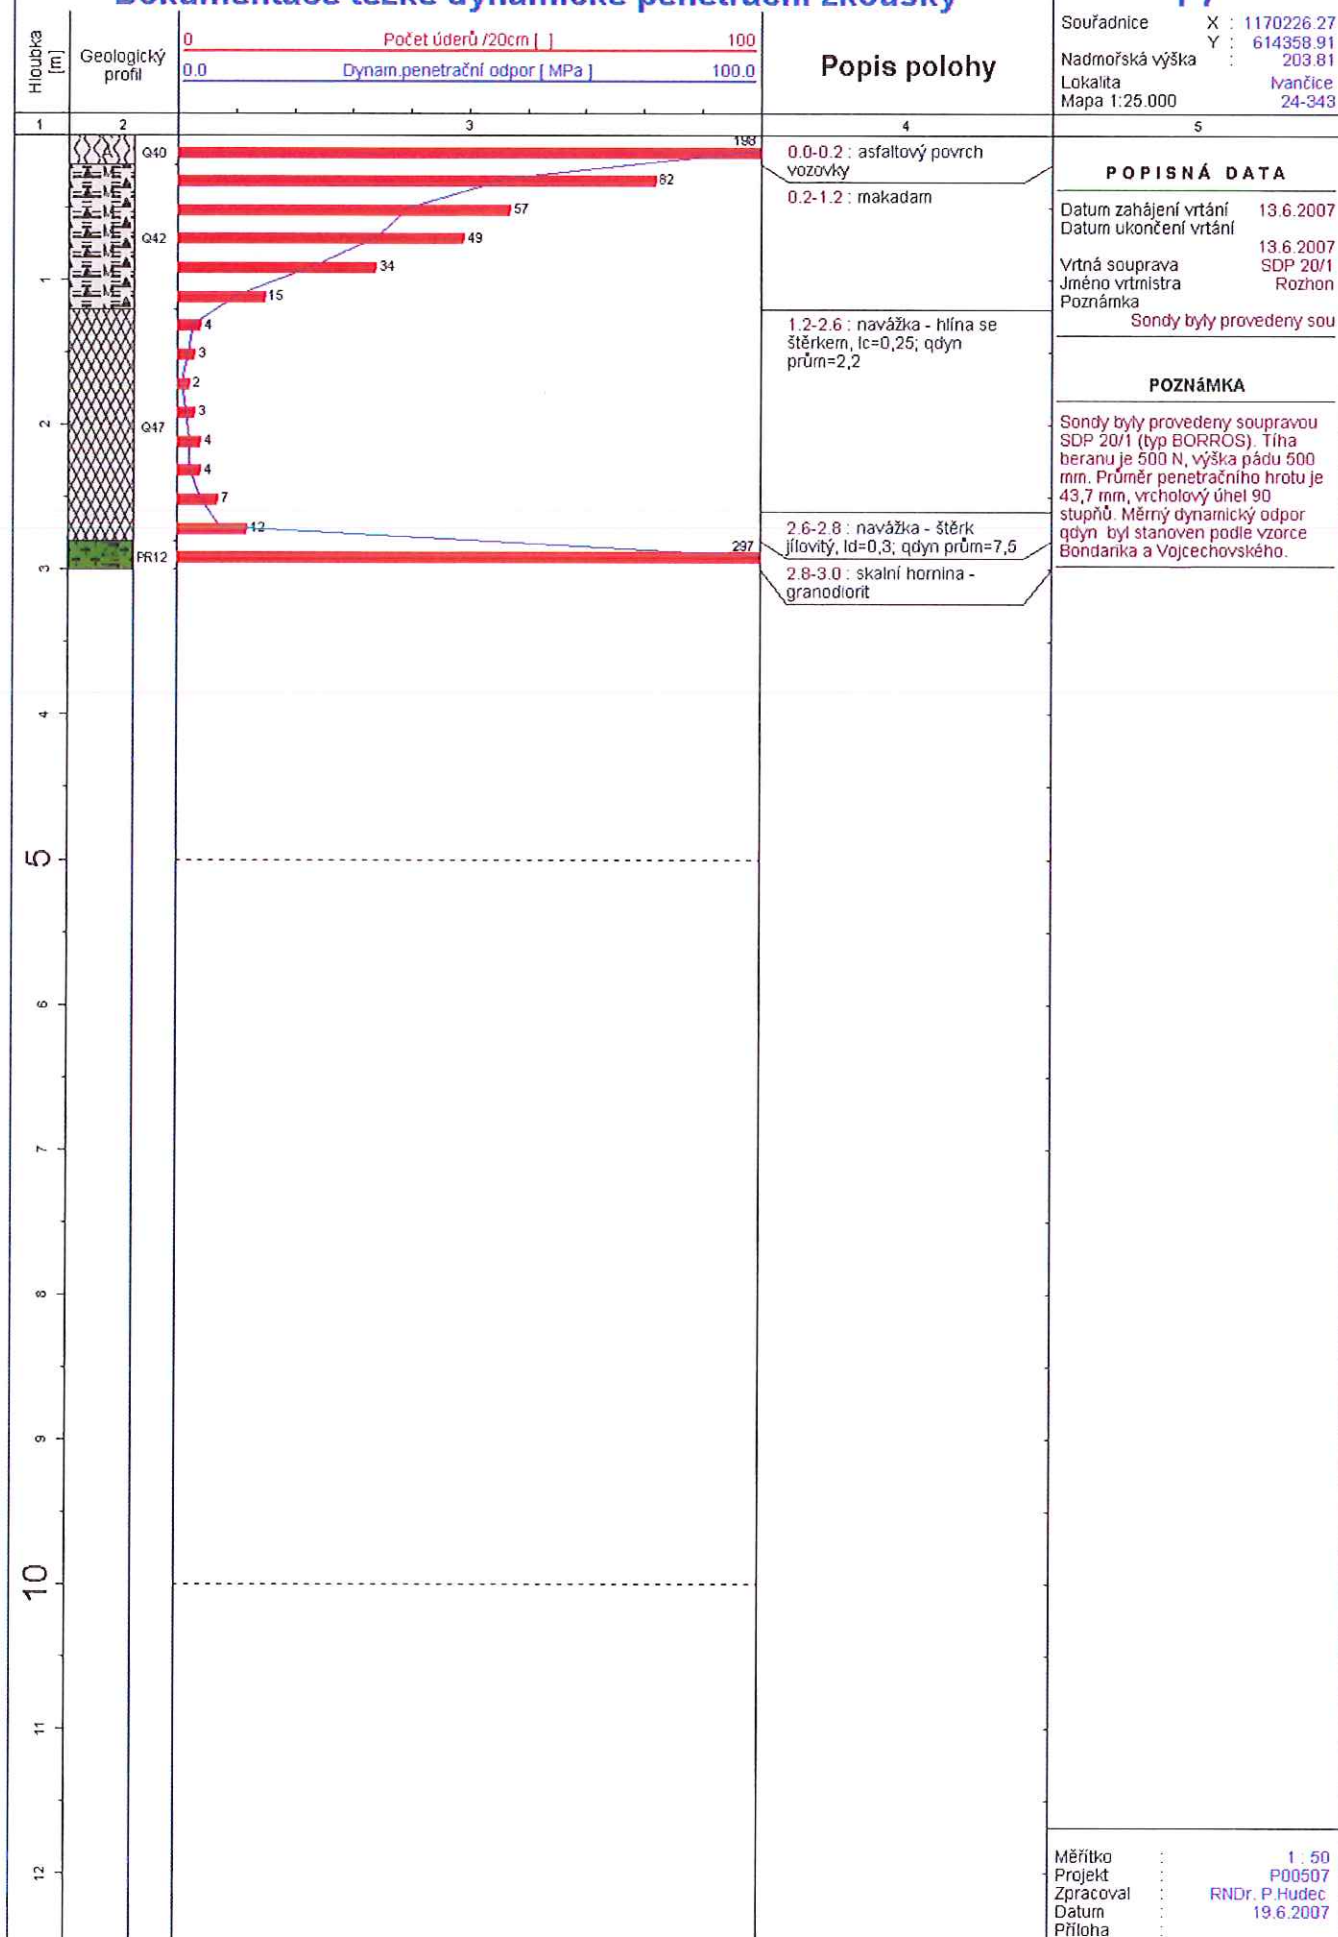 Dokumentace těžké dynamické penetrační zkoušky
Hloubka
[m]
Geologický
profil
0 Počet úderů /20cm [ ] 100
0.0 Dynam.penetrační odpor [ MPa ] 100.0
Popis polohy
Souřadnice X : 1170226.27
Y : 614358.91
Nadmořská výška : 203.81
Lokalita Ivančice
Mapa 1:25.000 24-343
1 2 3 4 5
Q40
198
82
57
Q42
49
34
1
15
4
3
2
3
2
Q47
4
4
7
12
297
PR12
3
0.0-0.2 : asfaltový povrch
vozovky
0.2-1.2 : makadam
1.2-2.6 : navážka - hlína se
štěrkem, Ic=0,25; qdyn
prům=2,2
2.6-2.8 : navážka - štěrk
jílovitý, Id=0,3; qdyn prům=7,5
2.8-3.0 : skalní hornina -
granodiorit
POPISNÁ DATA
Datum zahájení vrtání 13.6.2007
Datum ukončení vrtání
13.6.2007
Vrtná souprava SDP 20/1
Jméno vrtmistra Rozhon
Poznámka
Sondy byly provedeny sou
POZNáMKA
Sondy byly provedeny soupravou
SDP 20/1 (typ BORROS). Tíha
beranu je 500 N, výška pádu 500
mm. Průměr penetračního hrotu je
43,7 mm, vrcholový úhel 90
stupňů. Měrný dynamický odpor
qdyn byl stanoven podle vzorce
Bondarika a Vojcechovského.
4
5
6
7
8
9
10
11
12
Měřítko : 1 : 50
Projekt : P00507
Zpracoval : RNDr. P.Hudec
Datum : 19.6.2007
Příloha :